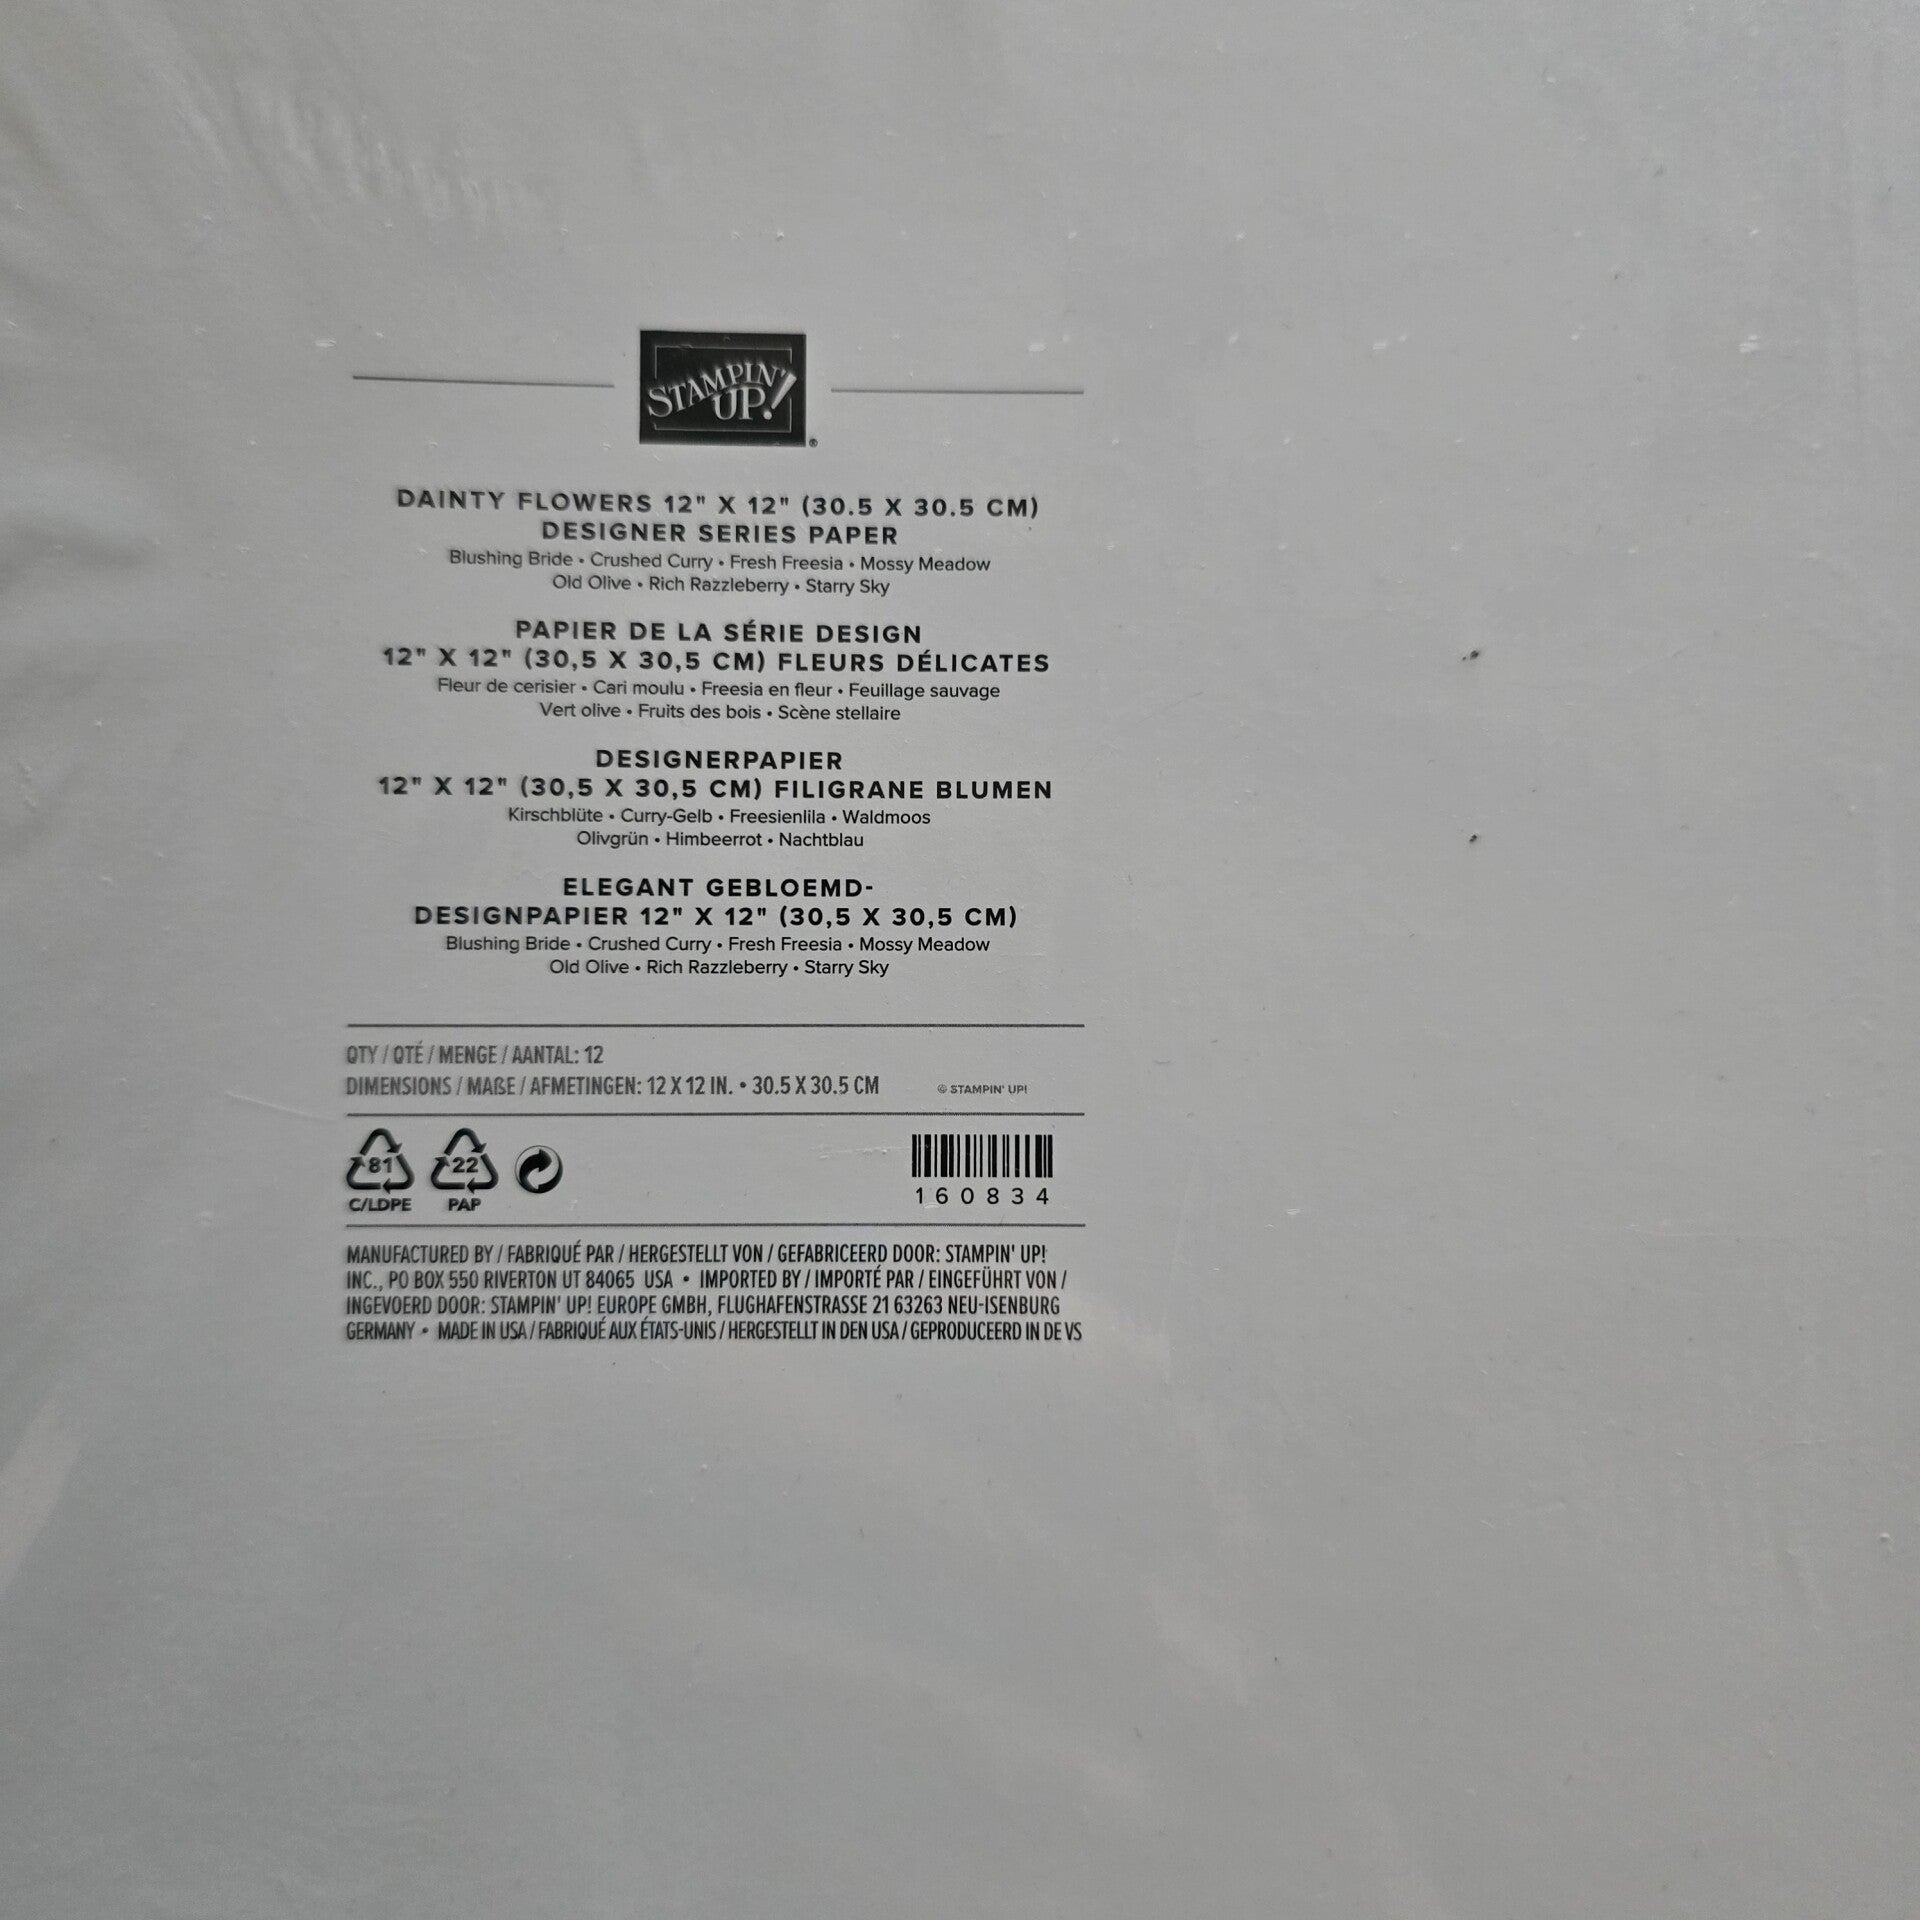 STAMPIN' UP!®
DAINTY FLOWERS 12" X 12" (30.5 X 30.5 CM)
DESIGNER SERIES PAPER
Blushing Bride • Crushed Curry • Fresh Freesia • Mossy Meadow
Old Olive • Rich Razzleberry • Starry Sky
PAPIER DE LA SÉRIE DESIGN
12" X 12" (30,5 X 30,5 CM) FLEURS DÉLICATES
Fleur de cerisier • Cari moulu • Freesia en fleur • Feuillage sauvage
Vert olive • Fruits des bois • Scène stellaire
DESIGNERPAPIER
12" X 12" (30,5 X 30,5 CM) FILIGRANE BLUMEN
Kirschblüte • Curry-Gelb • Freesienlila • Waldmoos
Olivgrün • Himbeerrot • Nachtblau
ELEGANT GEBLOEMD-
DESIGNPAPIER 12" X 12" (30,5 X 30,5 CM)
Blushing Bride • Crushed Curry • Fresh Freesia • Mossy Meadow
Old Olive • Rich Razzleberry • Starry Sky
QTY / QTÉ / MENGE / AANTAL: 12
DIMENSIONS / MAßE / AFMETINGEN: 12 X 12 IN. • 30.5 X 30.5 CM
© STAMPIN' UP!
81 22
C/LDPE PAP
160834
MANUFACTURED BY / FABRIQUÉ PAR / HERGESTELLT VON / GEFABRICEERD DOOR: STAMPIN' UP!
INC., PO BOX 550 RIVERTON UT 84065 USA • IMPORTED BY / IMPORTÉ PAR / EINGEFÜHRT VON /
INGEVOERD DOOR: STAMPIN' UP! EUROPE GMBH, FLUGHAFENSTRASSE 21 63263 NEU-ISENBURG
GERMANY • MADE IN USA / FABRIQUÉ AUX ÉTATS-UNIS / HERGESTELLT IN DEN USA / GEPRODUCEERD IN DE VS